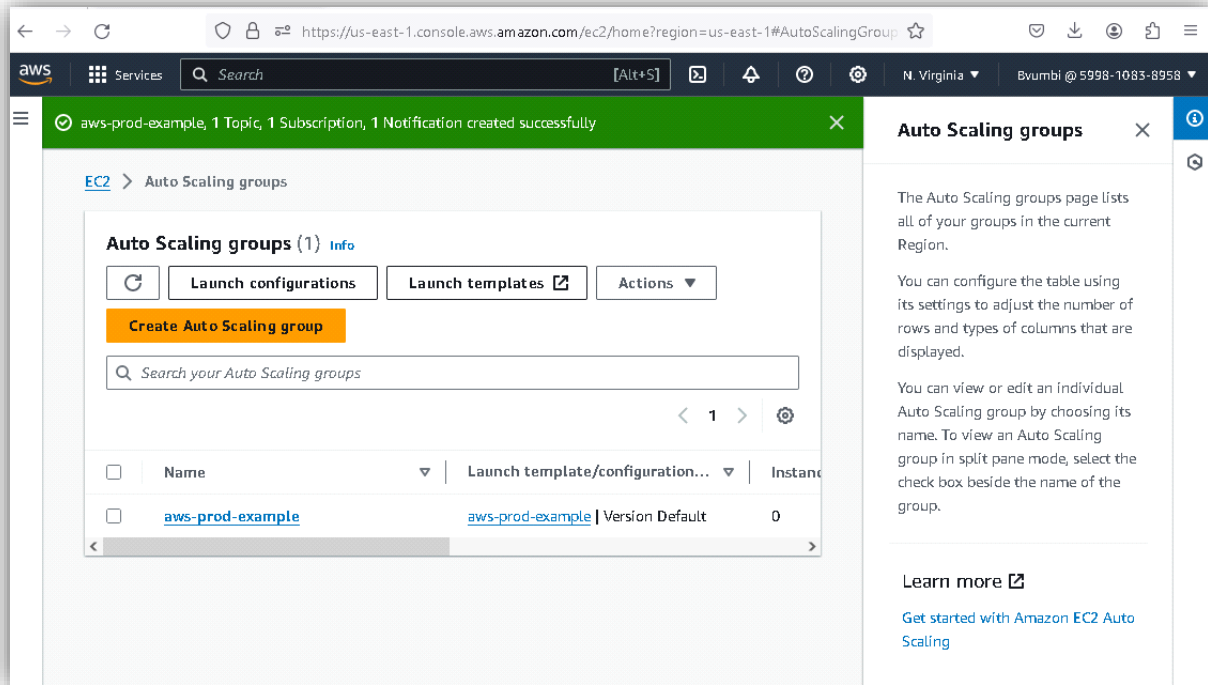 https://us-east-1.console.aws.amazon.com/ec2/home?region=us-east-1#AutoScalingGroup
aws
Services
Search
[Alt+S]
N. Virginia
Bvumbi @ 5998-1083-8958
aws-prod-example, 1 Topic, 1 Subscription, 1 Notification created successfully
EC2
Auto Scaling groups
Auto Scaling groups (1) Info
Launch configurations
Launch templates
Actions
Create Auto Scaling group
Search your Auto Scaling groups
1
Name
Launch template/configuration...
Instanc
aws-prod-example
aws-prod-example | Version Default
0
Auto Scaling groups
The Auto Scaling groups page lists
all of your groups in the current
Region.
You can configure the table using
its settings to adjust the number of
rows and types of columns that are
displayed.
You can view or edit an individual
Auto Scaling group by choosing its
name. To view an Auto Scaling
group in split pane mode, select the
check box beside the name of the
group.
Learn more
Get started with Amazon EC2 Auto
Scaling